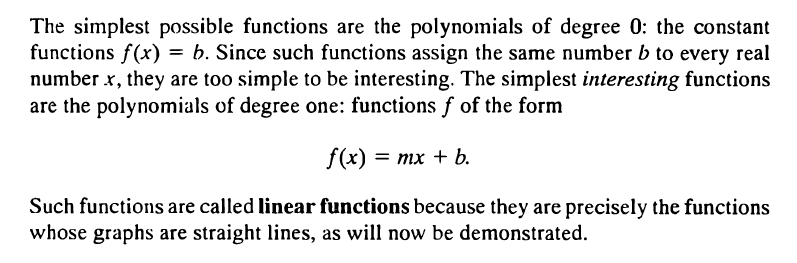 The simplest possible functions are the polynomials of degree 0: the constant
functions f(x) = b. Since such functions assign the same number b to every real
number x, they are too simple to be interesting. The simplest interesting functions
are the polynomials of degree one: functions f of the form
f(x) = mx + b.
Such functions are called linear functions because they are precisely the functions
whose graphs are straight lines, as will now be demonstrated.